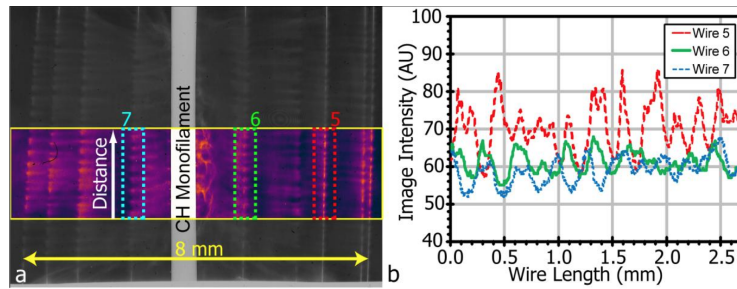 7
6
5
Distance
CH Monofilament
8 mm
a
b
100
90
80
70
60
50
40
Image Intensity (AU)
Wire 5
Wire 6
Wire 7
0.0 0.5 1.0 1.5 2.0 2.5
Wire Length (mm)